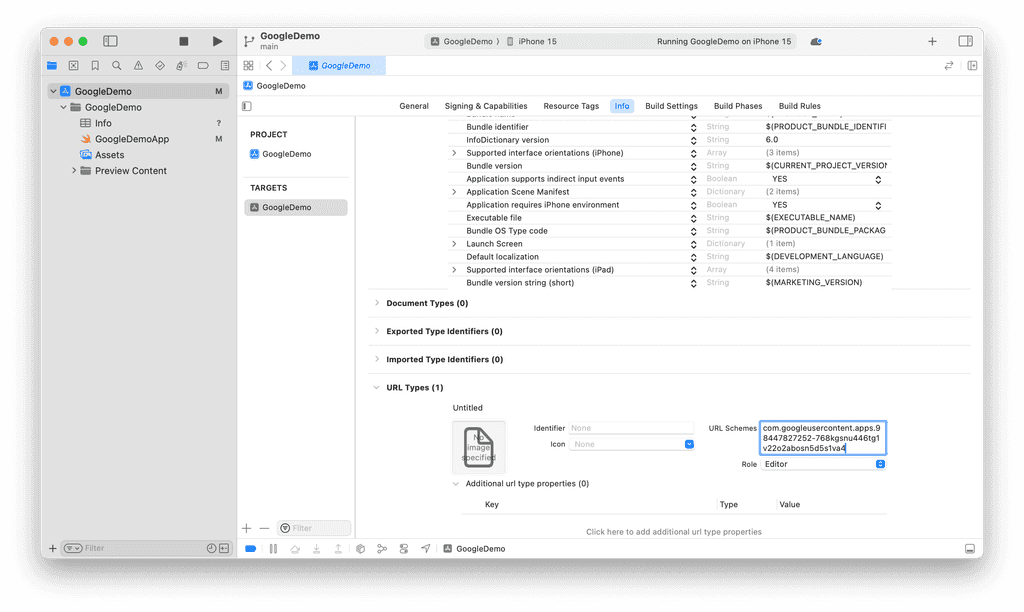 GoogleDemo
main
GoogleDemo ⟩ iPhone 15
Running GoogleDemo on iPhone 15
GoogleDemo
GoogleDemo
GoogleDemo M
GoogleDemo
Info ?
GoogleDemoApp M
Assets
Preview Content
Filter
General Signing & Capabilities Resource Tags Info Build Settings Build Phases Build Rules
PROJECT
GoogleDemo
TARGETS
GoogleDemo
Filter
Bundle identifier String $(PRODUCT_BUNDLE_IDENTIFI
InfoDictionary version String 6.0
Supported interface orientations (iPhone) Array (3 items)
Bundle version String $(CURRENT_PROJECT_VERSION
Application supports indirect input events Boolean YES
Application Scene Manifest Dictionary (2 items)
Application requires iPhone environment Boolean YES
Executable file String $(EXECUTABLE_NAME)
Bundle OS Type code String $(PRODUCT_BUNDLE_PACKAG
Launch Screen Dictionary (1 item)
Default localization String $(DEVELOPMENT_LANGUAGE)
Supported interface orientations (iPad) Array (4 items)
Bundle version string (short) String $(MARKETING_VERSION)
Document Types (0)
Exported Type Identifiers (0)
Imported Type Identifiers (0)
URL Types (1)
Untitled
No
image
specified
Identifier None
Icon None
URL Schemes com.googleusercontent.apps.9
8447827252-768kgsnu446tg1
v22o2abosn5d5s1va4
Role Editor
Additional url type properties (0)
Key Type Value
Click here to add additional url type properties
GoogleDemo